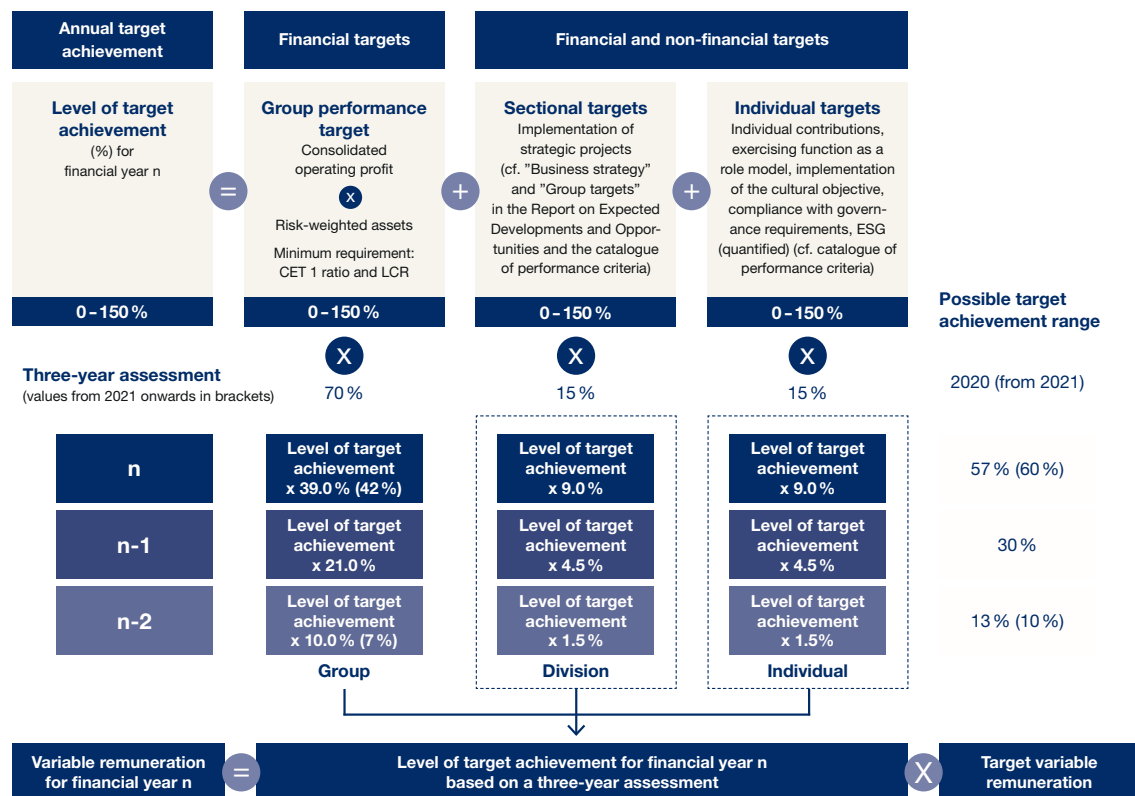 Annual target
achievement
Financial targets
Financial and non-financial targets
Level of target
achievement
(%) for
financial year n
0 – 150 %
=
Group performance
target
Consolidated
operating profit
x
Risk-weighted assets
Minimum requirement:
CET 1 ratio and LCR
0 – 150 %
+
Sectional targets
Implementation of
strategic projects
(cf. ”Business strategy”
and ”Group targets”
in the Report on Expected
Developments and Oppor-
tunities and the catalogue
of performance criteria)
0 – 150 %
+
Individual targets
Individual contributions,
exercising function as a
role model, implementation
of the cultural objective,
compliance with govern-
ance requirements, ESG
(quantified) (cf. catalogue of
performance criteria)
0 – 150 %
Possible target
achievement range
X
X
X
Three-year assessment
(values from 2021 onwards in brackets)
70 %
15 %
15 %
2020 (from 2021)
n
Level of target
achievement
x 39.0 % (42 %)
Level of target
achievement
x 9.0 %
Level of target
achievement
x 9.0 %
57 % (60 %)
n-1
Level of target
achievement
x 21.0 %
Level of target
achievement
x 4.5 %
Level of target
achievement
x 4.5 %
30 %
n-2
Level of target
achievement
x 10.0 % (7 %)
Level of target
achievement
x 1.5 %
Level of target
achievement
x 1.5%
13 % (10 %)
Group
Division
Individual
Variable remuneration
for financial year n
=
Level of target achievement for financial year n
based on a three-year assessment
X
Target variable
remuneration